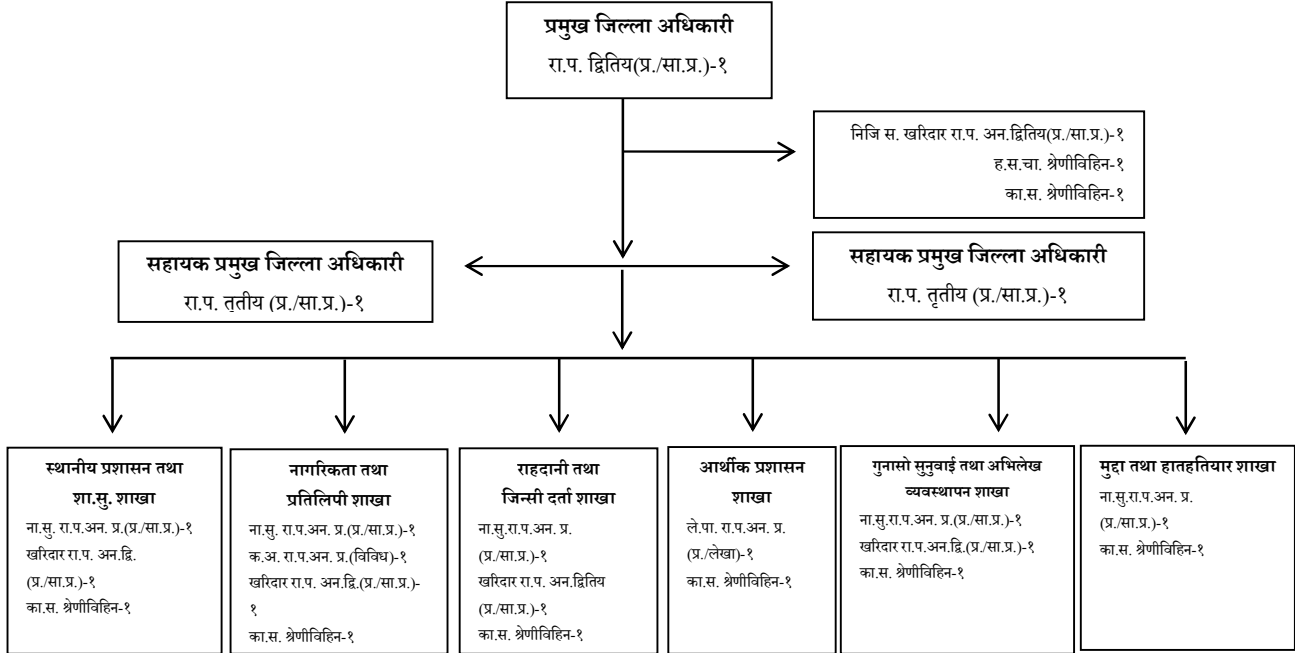 प्रमुख जिल्ला अधिकारी
रा.प. द्वितिय(प्र./सा.प्र.)-१
निजि स. खरिदार रा.प. अन.द्वितिय(प्र./सा.प्र.)-१
ह.स.चा. श्रेणीविहिन-१
का.स. श्रेणीविहिन-१
सहायक प्रमुख जिल्ला अधिकारी
रा.प. तृतीय (प्र./सा.प्र.)-१
सहायक प्रमुख जिल्ला अधिकारी
रा.प. तृतीय (प्र./सा.प्र.)-१
स्थानीय प्रशासन तथा
शा.सु. शाखा
ना.सु. रा.प.अन. प्र.(प्र./सा.प्र.)-१
खरिदार रा.प. अन.द्वि.
(प्र./सा.प्र.)-१
का.स. श्रेणीविहिन-१
नागरिकता तथा
प्रतिलिपी शाखा
ना.सु. रा.प.अन. प्र.(प्र./सा.प्र.)-१
क.अ. रा.प.अन. प्र.(विविध)-१
खरिदार रा.प. अन.द्वि.(प्र./सा.प्र.)-
१
का.स. श्रेणीविहिन-१
राहदानी तथा
जिन्सी दर्ता शाखा
ना.सु.रा.प.अन. प्र.
(प्र./सा.प्र.)-१
खरिदार रा.प. अन.द्वितिय
(प्र./सा.प्र.)-१
का.स. श्रेणीविहिन-१
आर्थीक प्रशासन
शाखा
ले.पा. रा.प.अन. प्र.
(प्र./लेखा)-१
का.स. श्रेणीविहिन-१
गुनासो सुनुवाई तथा अभिलेख
व्यवस्थापन शाखा
ना.सु.रा.प.अन. प्र.(प्र./सा.प्र.)-१
खरिदार रा.प. अन.द्वि.(प्र./सा.प्र.)-१
का.स. श्रेणीविहिन-१
मुद्दा तथा हातहतियार शाखा
ना.सु.रा.प.अन. प्र.
(प्र./सा.प्र.)-१
का.स. श्रेणीविहिन-१